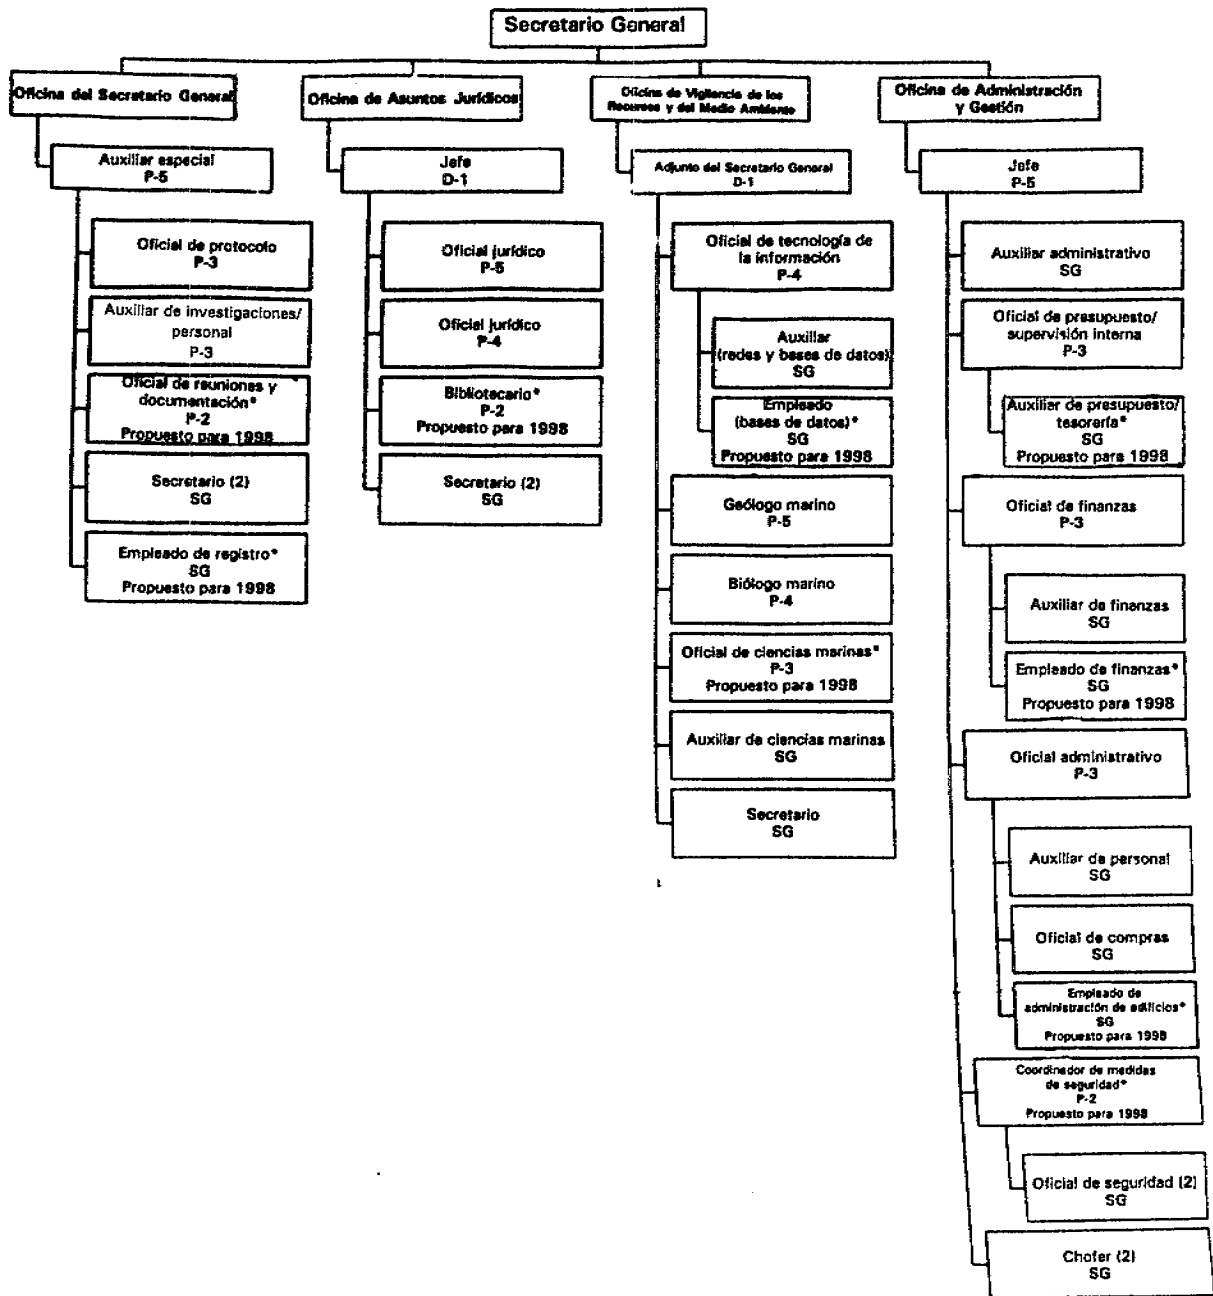 Secretario General
Oficina del Secretario General
Auxiliar especial
P-5
Oficial de protocolo
P-3
Auxiliar de investigaciones/
personal
P-3
Oficial de reuniones y
documentación*
P-2
Propuesto para 1998
Secretario (2)
SG
Empleado de registro*
SG
Propuesto para 1998
Oficina de Asuntos Jurídicos
Jefe
D-1
Oficial jurídico
P-5
Oficial jurídico
P-4
Bibliotecario*
P-2
Propuesto para 1998
Secretario (2)
SG
Oficina de Vigilancia de los
Recursos y del Medio Ambiente
Adjunto del Secretario General
D-1
Oficial de tecnología de
la información
P-4
Auxiliar
(redes y bases de datos)
SG
Empleado
(bases de datos)*
SG
Propuesto para 1998
Geólogo marino
P-5
Biólogo marino
P-4
Oficial de ciencias marinas*
P-3
Propuesto para 1998
Auxiliar de ciencias marinas
SG
Secretario
SG
Oficina de Administración
y Gestión
Jefe
P-5
Auxiliar administrativo
SG
Oficial de presupuesto/
supervisión interna
P-3
Auxiliar de presupuesto/
tesorería*
SG
Propuesto para 1998
Oficial de finanzas
P-3
Auxiliar de finanzas
SG
Empleado de finanzas*
SG
Propuesto para 1998
Oficial administrativo
P-3
Auxiliar de personal
SG
Oficial de compras
SG
Empleado de
administración de edificios*
SG
Propuesto para 1998
Coordinador de medidas
de seguridad*
P-2
Propuesto para 1998
Oficial de seguridad (2)
SG
Chofer (2)
SG